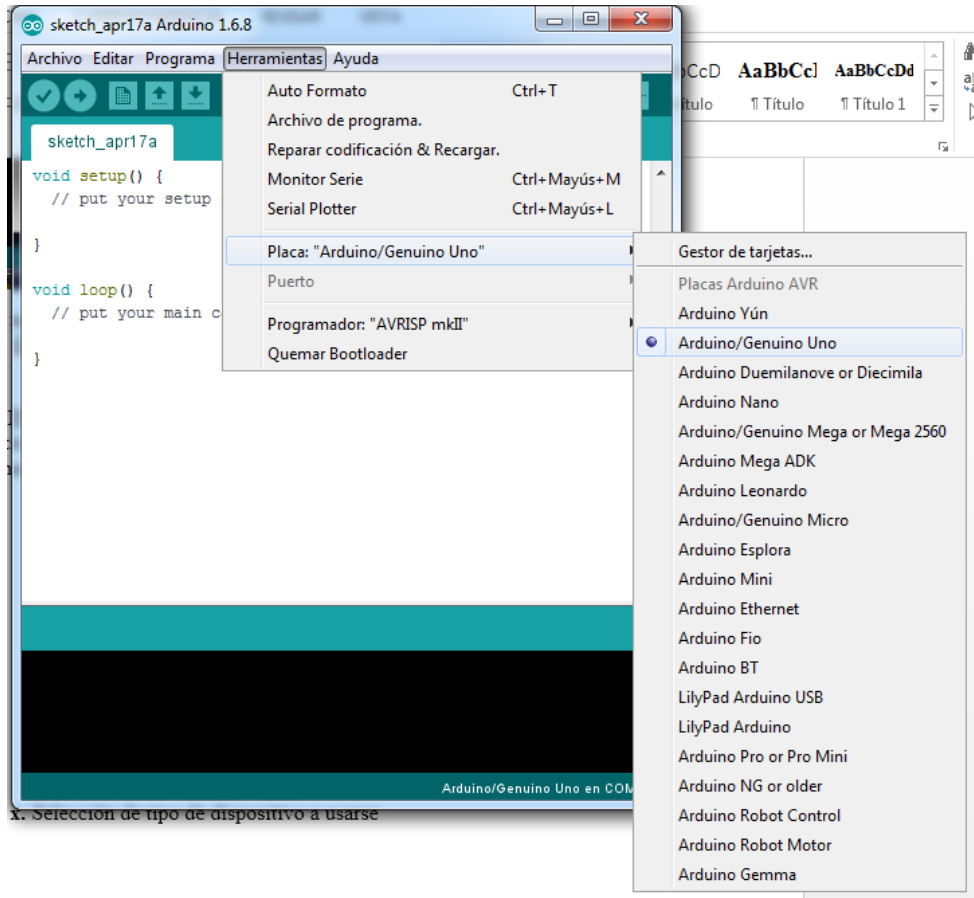 sketch_apr17a Arduino 1.6.8
Archivo Editar Programa Herramientas Ayuda
sketch_apr17a
void setup() {
// put your setup
}
void loop() {
// put your main c
}
Auto Formato Ctrl+T
Archivo de programa.
Reparar codificación & Recargar.
Monitor Serie Ctrl+Mayús+M
Serial Plotter Ctrl+Mayús+L
Placa: "Arduino/Genuino Uno"
Puerto
Programador: "AVRISP mkII"
Quemar Bootloader
Gestor de tarjetas...
Placas Arduino AVR
Arduino Yún
Arduino/Genuino Uno
Arduino Duemilanove or Diecimila
Arduino Nano
Arduino/Genuino Mega or Mega 2560
Arduino Mega ADK
Arduino Leonardo
Arduino/Genuino Micro
Arduino Esplora
Arduino Mini
Arduino Ethernet
Arduino Fio
Arduino BT
LilyPad Arduino USB
LilyPad Arduino
Arduino Pro or Pro Mini
Arduino NG or older
Arduino Robot Control
Arduino Robot Motor
Arduino Gemma
Arduino/Genuino Uno en COM
CcD AaBbCc AaBbCcDd
ítulo ¶ Título ¶ Título 1
x. Selección de tipo de dispositivo a usarse